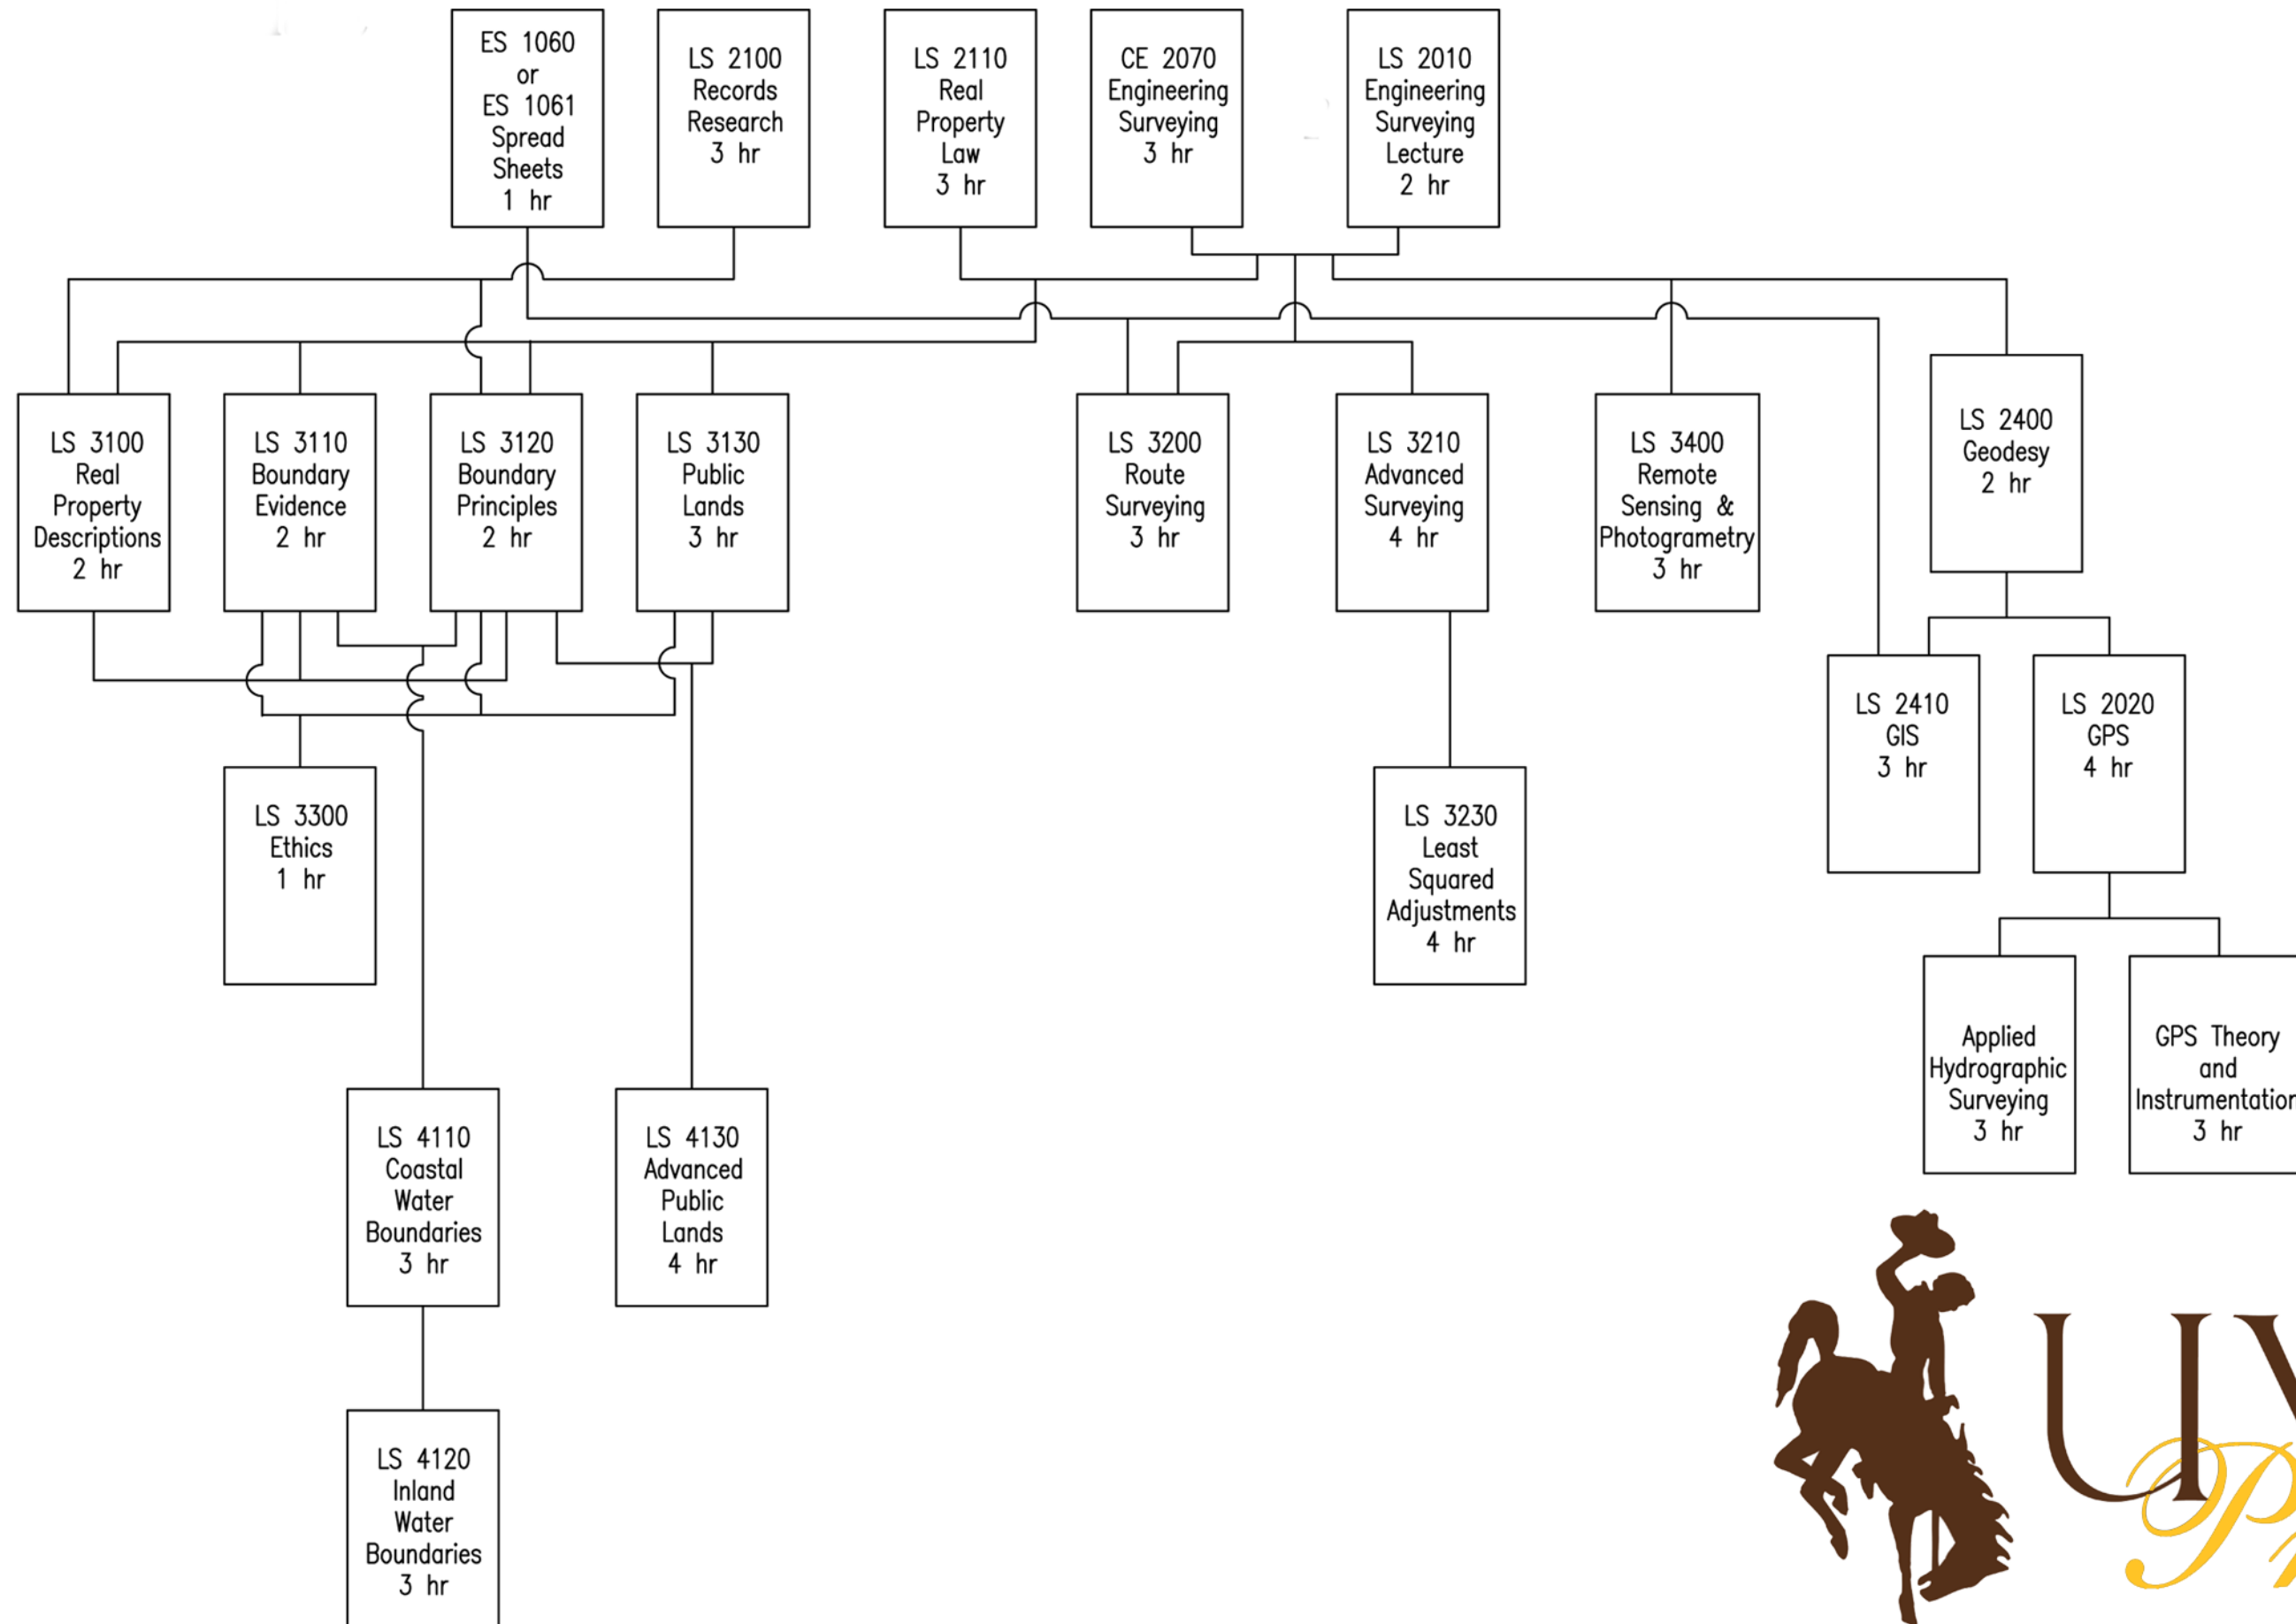 ES 1060
or
ES 1061
Spread
Sheets
1 hr
LS 2100
Records
Research
3 hr
LS 2110
Real
Property
Law
3 hr
CE 2070
Engineering
Surveying
3 hr
LS 2010
Engineering
Surveying
Lecture
2 hr
LS 3100
Real
Property
Descriptions
2 hr
LS 3110
Boundary
Evidence
2 hr
LS 3120
Boundary
Principles
2 hr
LS 3130
Public
Lands
3 hr
LS 3200
Route
Surveying
3 hr
LS 3210
Advanced
Surveying
4 hr
LS 3400
Remote
Sensing &
Photogrametry
3 hr
LS 2400
Geodesy
2 hr
LS 2410
GIS
3 hr
LS 2020
GPS
4 hr
LS 3300
Ethics
1 hr
LS 3230
Least
Squared
Adjustments
4 hr
Applied
Hydrographic
Surveying
3 hr
GPS Theory
and
Instrumentation
3 hr
LS 4110
Coastal
Water
Boundaries
3 hr
LS 4130
Advanced
Public
Lands
4 hr
LS 4120
Inland
Water
Boundaries
3 hr